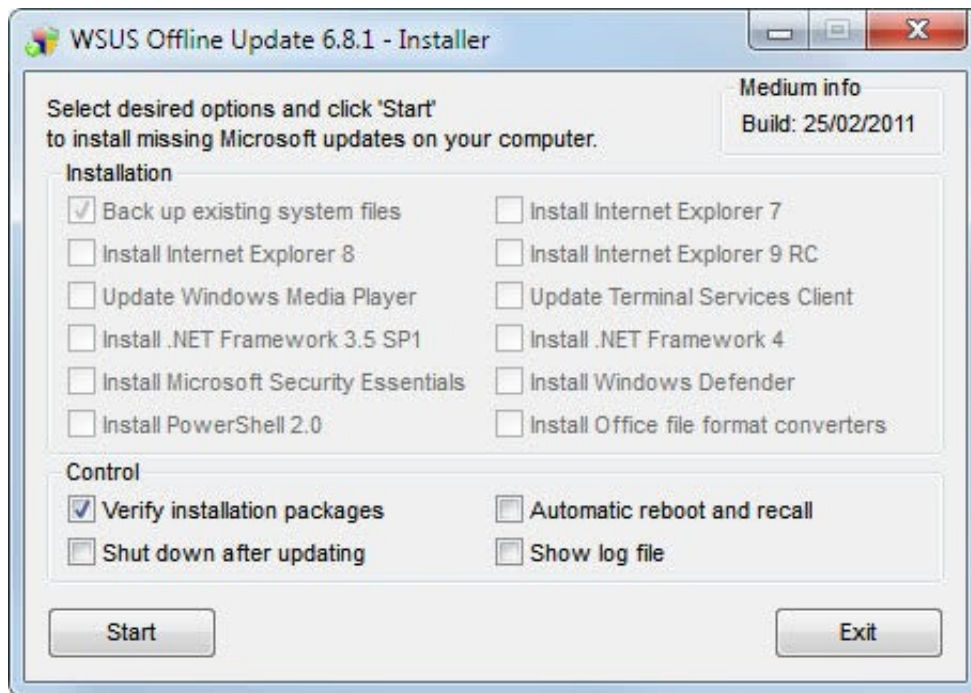 WSUS Offline Update 6.8.1 - Installer
Select desired options and click 'Start'
to install missing Microsoft updates on your computer.
Medium info
Build: 25/02/2011
Installation
Back up existing system files
Install Internet Explorer 7
Install Internet Explorer 8
Install Internet Explorer 9 RC
Update Windows Media Player
Update Terminal Services Client
Install .NET Framework 3.5 SP1
Install .NET Framework 4
Install Microsoft Security Essentials
Install Windows Defender
Install PowerShell 2.0
Install Office file format converters
Control
Verify installation packages
Automatic reboot and recall
Shut down after updating
Show log file
Start
Exit